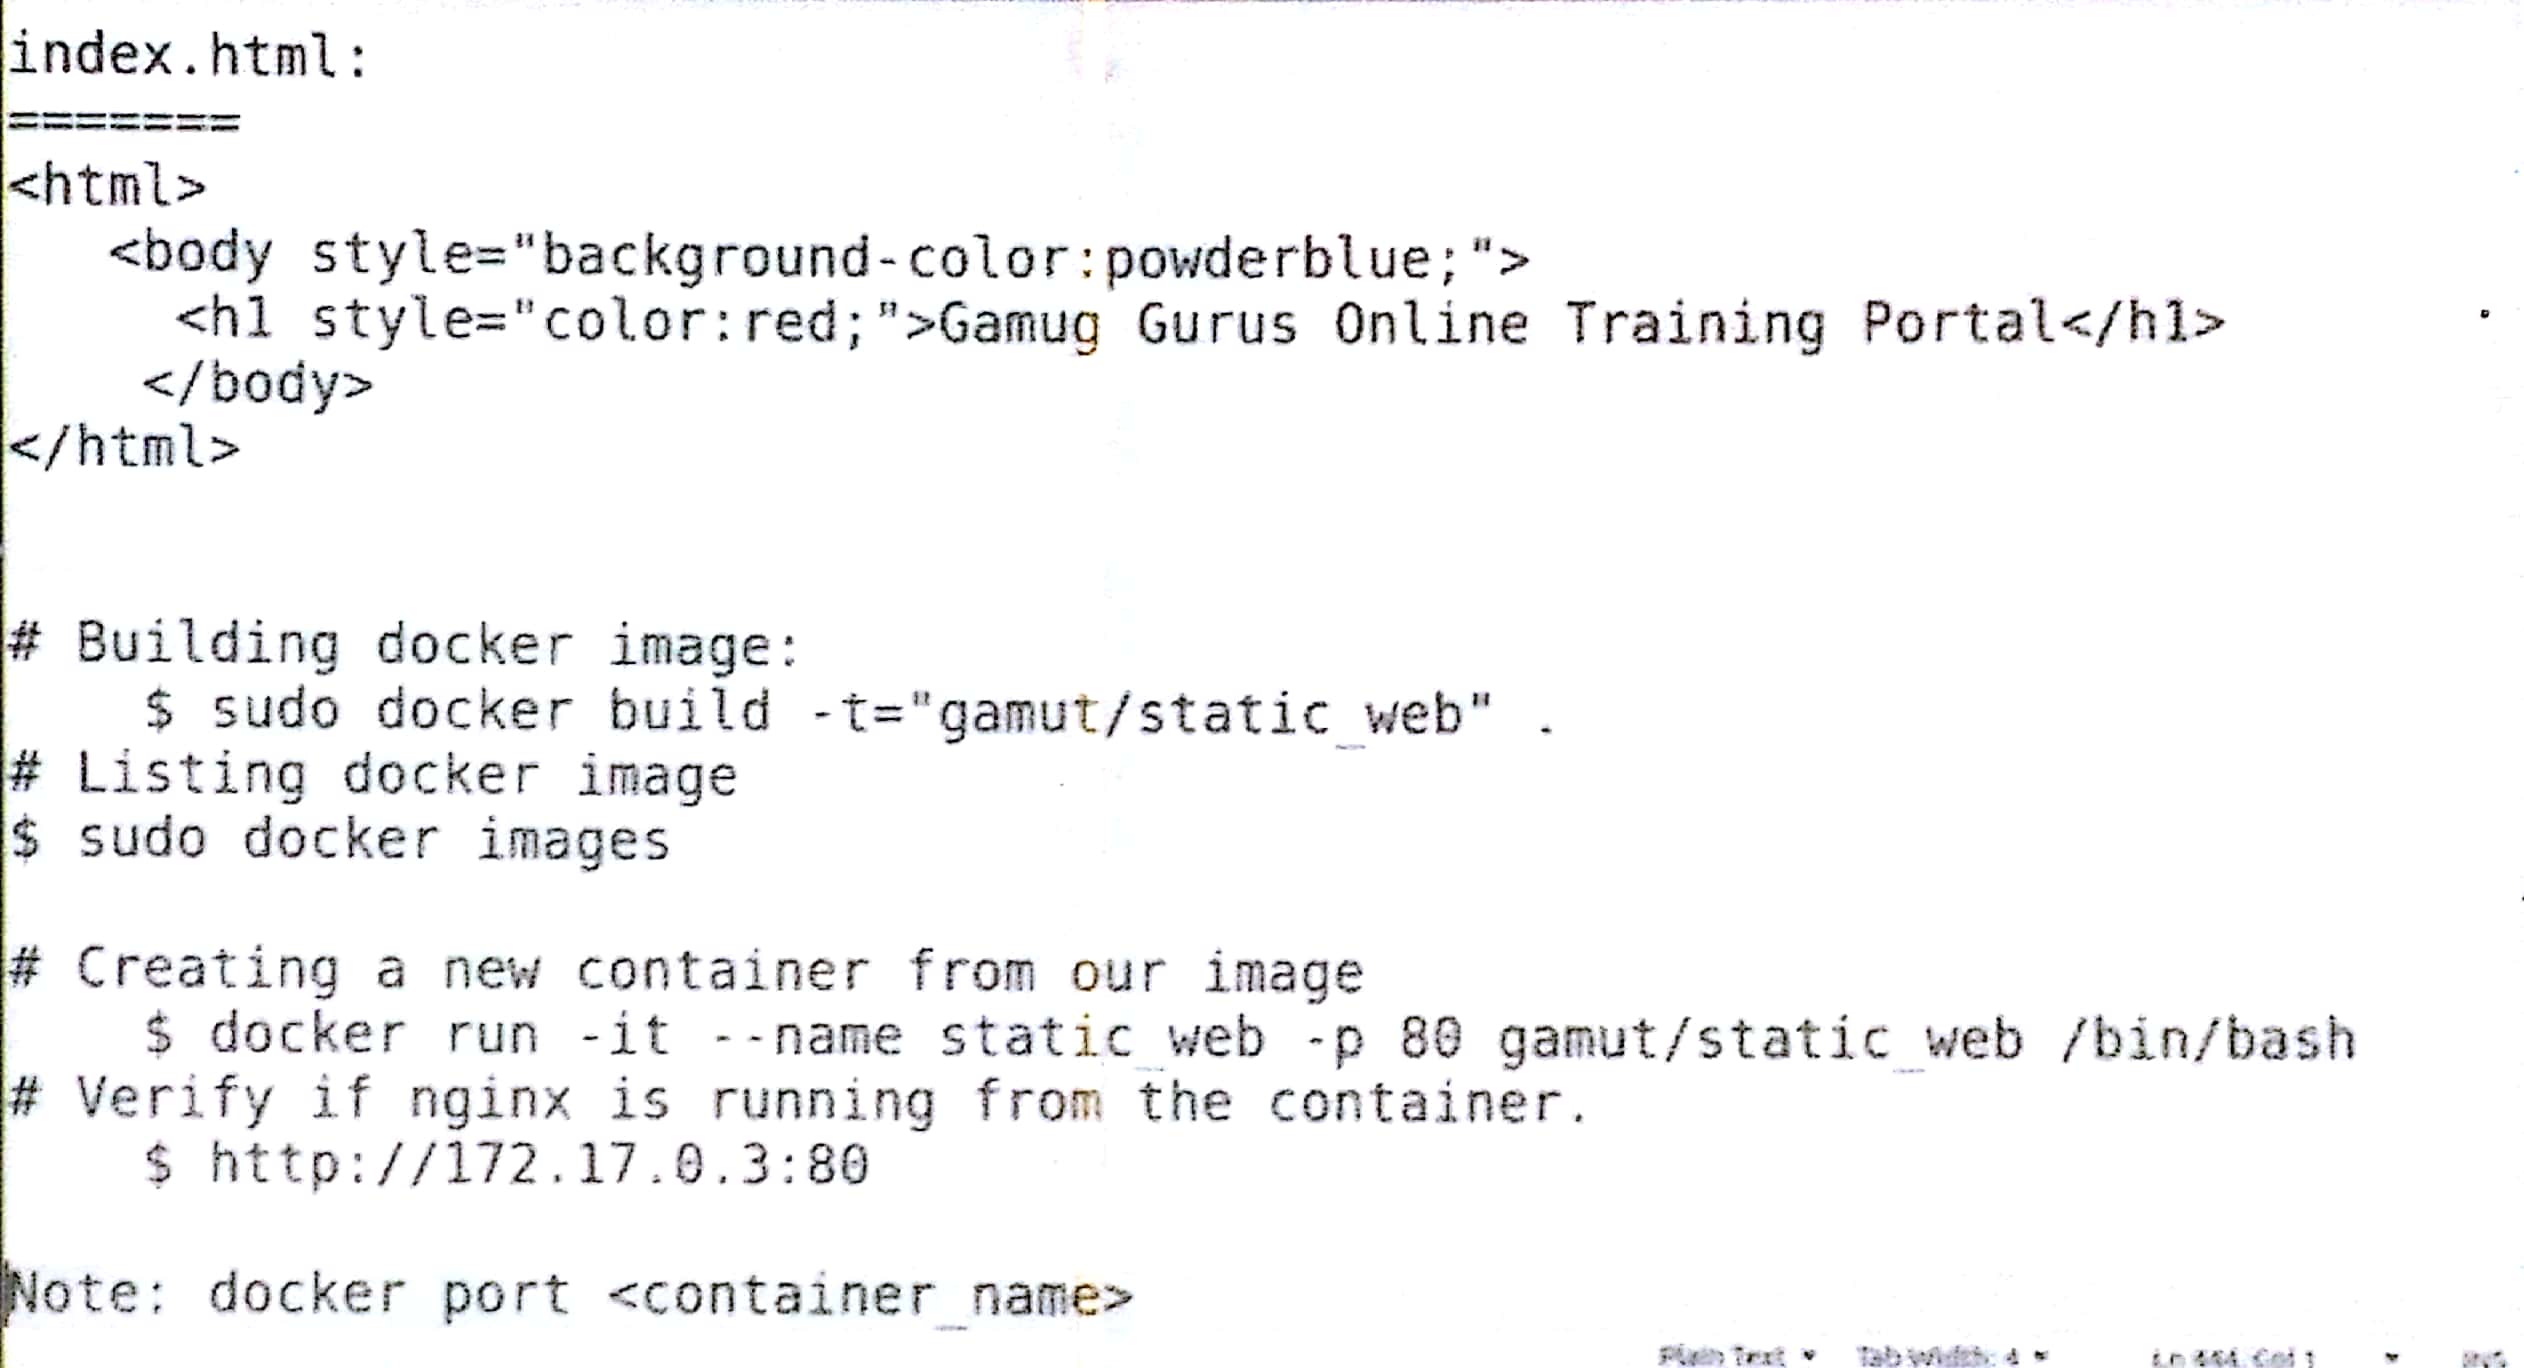 index.html:
=======
<html>
   <body style="background-color:powderblue;">
     <h1 style="color:red;">Gamug Gurus Online Training Portal</h1>
    </body>
</html>
# Building docker image:
    $ sudo docker build -t="gamut/static_web" .
# Listing docker image
$ sudo docker images
# Creating a new container from our image
    $ docker run -it --name static_web -p 80 gamut/static_web /bin/bash
# Verify if nginx is running from the container.
    $ http://172.17.0.3:80
Note: docker port <container_name>
Plain Text Tab Width: 4 Col 1